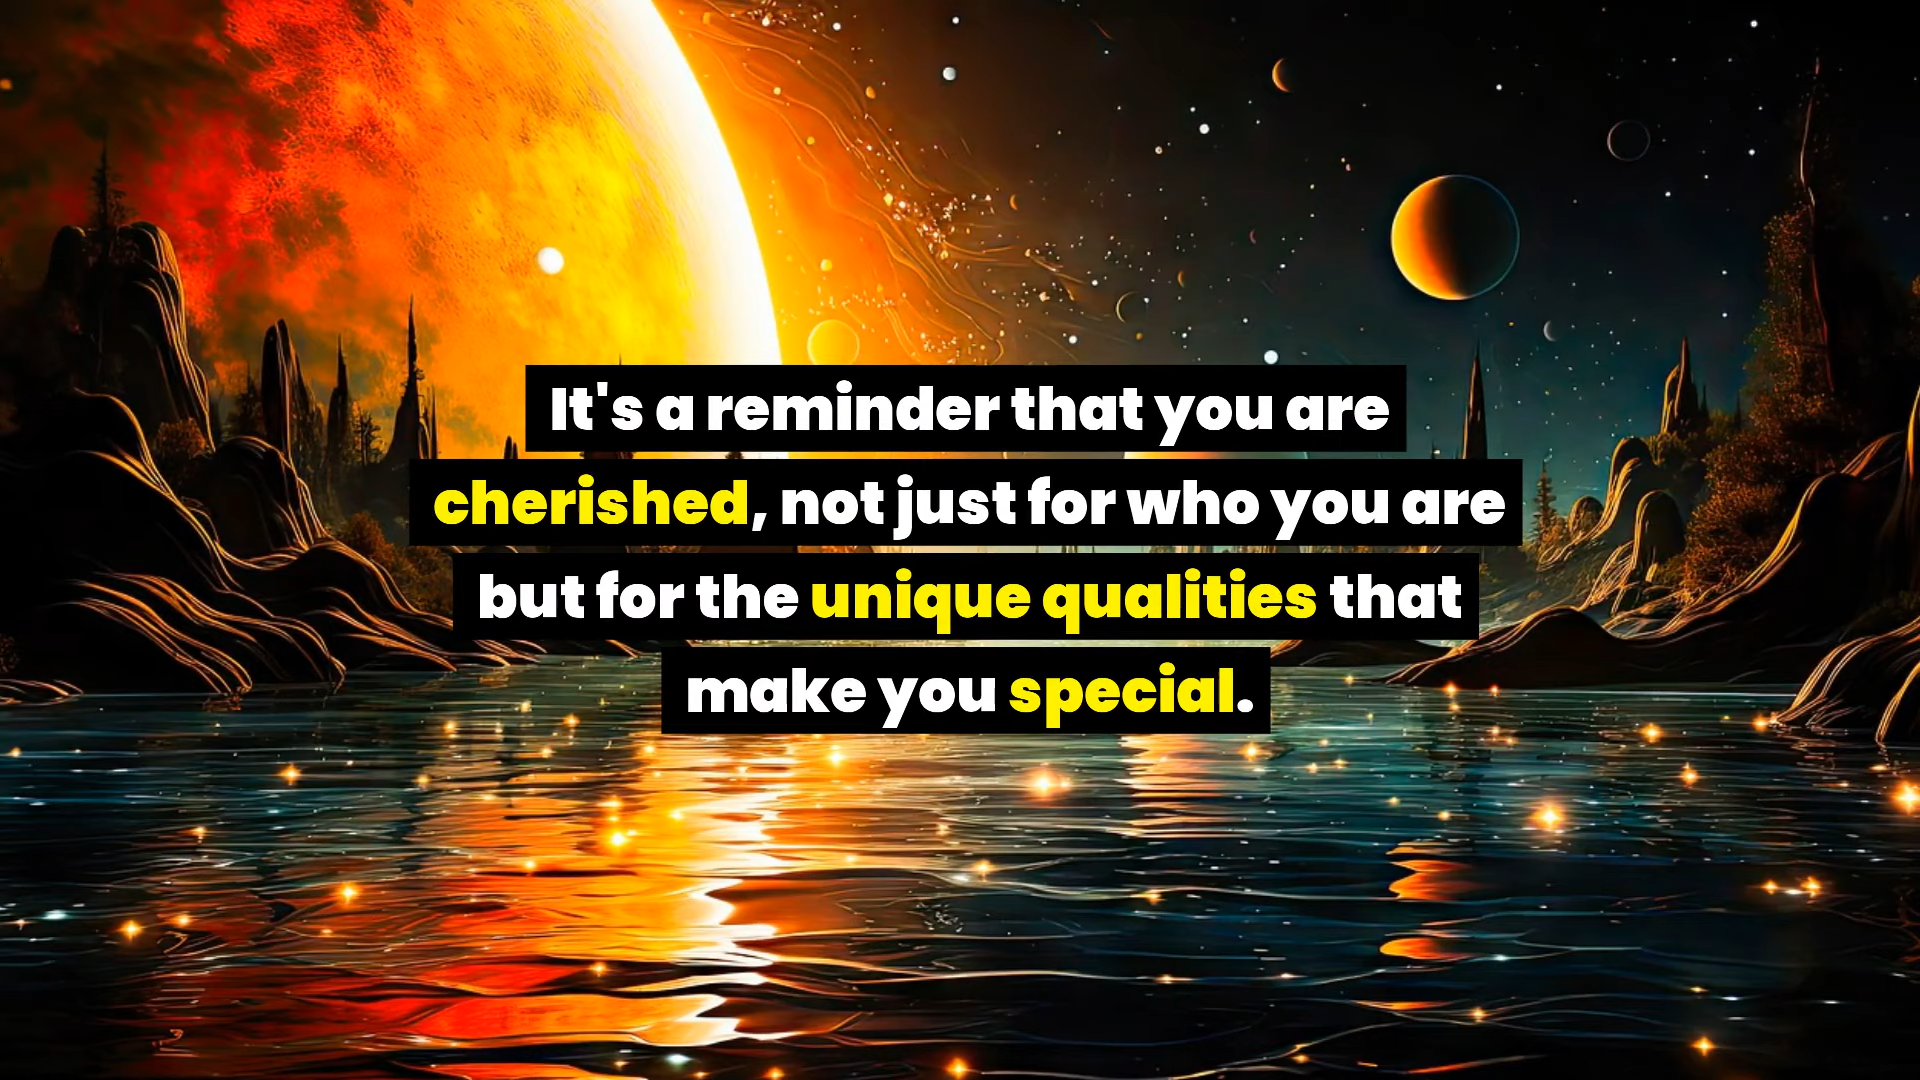 It's a reminder that you are
cherished, not just for who you are
but for the unique qualities that
make you special.